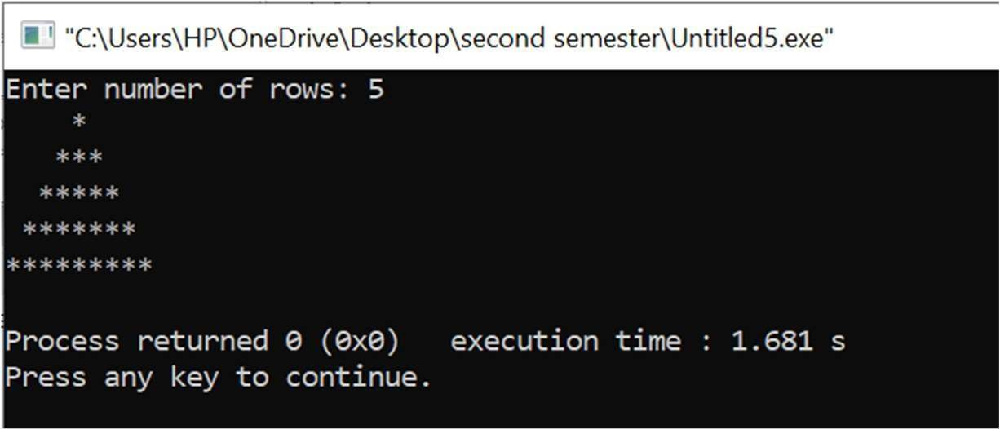 "C:\Users\HP\OneDrive\Desktop\second semester\Untitled5.exe"
Enter number of rows: 5
    *
   ***
  *****
 *******
*********
Process returned 0 (0x0)   execution time : 1.681 s
Press any key to continue.